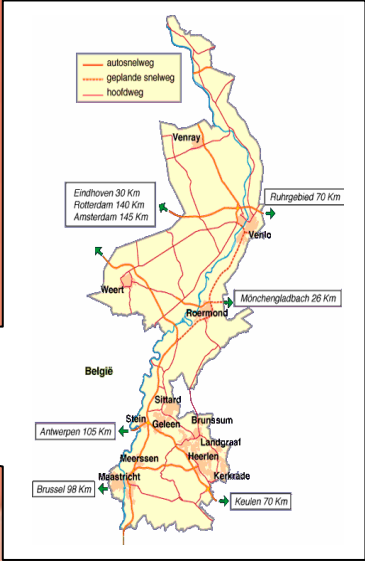 autosnelweg
geplande snelweg
hoofdweg
Venray
Eindhoven 30 Km
Rotterdam 140 Km
Amsterdam 145 Km
Ruhrgebied 70 KM
Venlo
Weert
Mönchengladbach 26 Km
Roermond
België
Sittard
Stein
Geleen
Brunssum
Antwerpen 105 Km
Landgraaf
Meerssen
Heerlen
Maastricht
Kerkrade
Brussel 98 Km
Keulen 70 Km